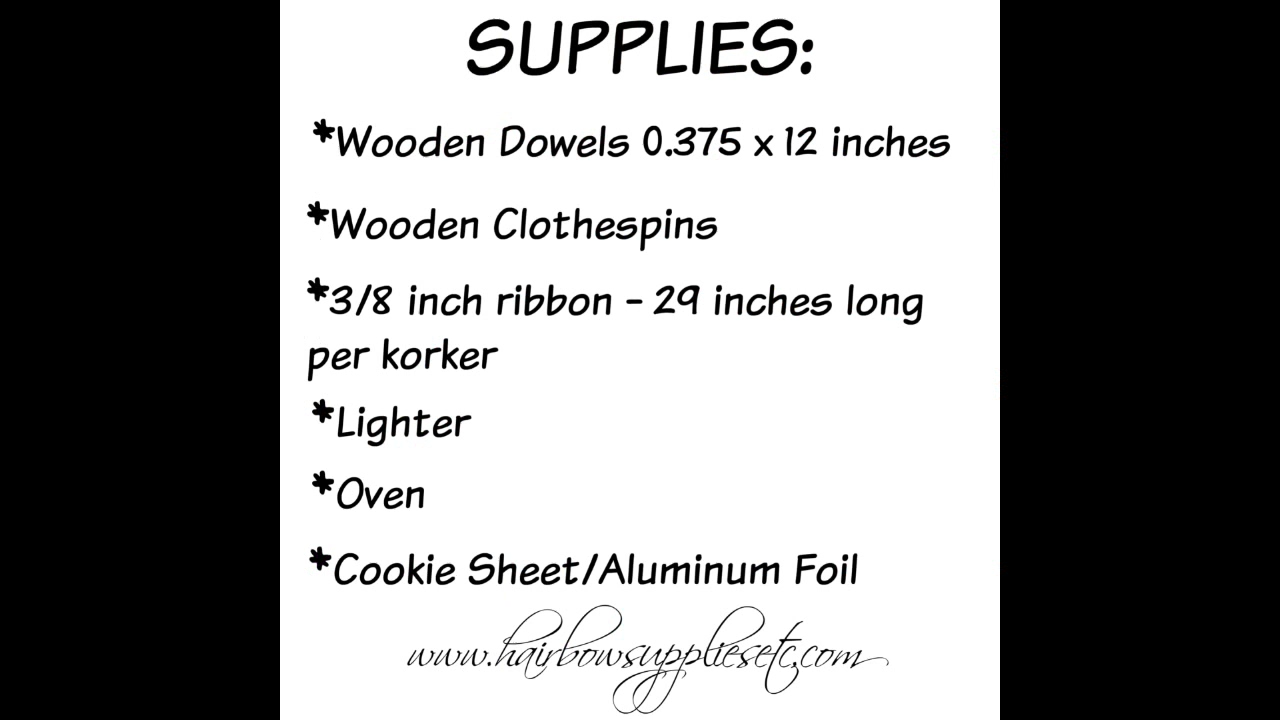 SUPPLIES:
*Wooden Dowels 0.375 x 12 inches
*Wooden Clothespins
*3/8 inch ribbon - 29 inches long
per korker
*Lighter
*Oven
*Cookie Sheet/Aluminum Foil
www.hairbowsuppliesetc.com